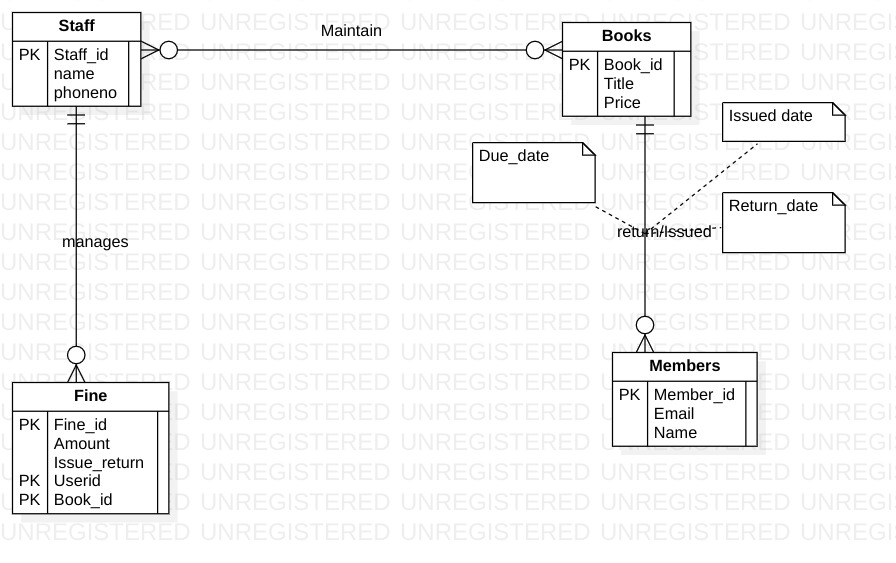 Staff
PK Staff_id
name
phoneno
Maintain
Books
PK Book_id
Title
Price
Issued date
Due_date
Return_date
return/Issued
manages
Members
PK Member_id
Email
Name
Fine
PK Fine_id
Amount
Issue_return
PK Userid
PK Book_id
UNREGISTERED